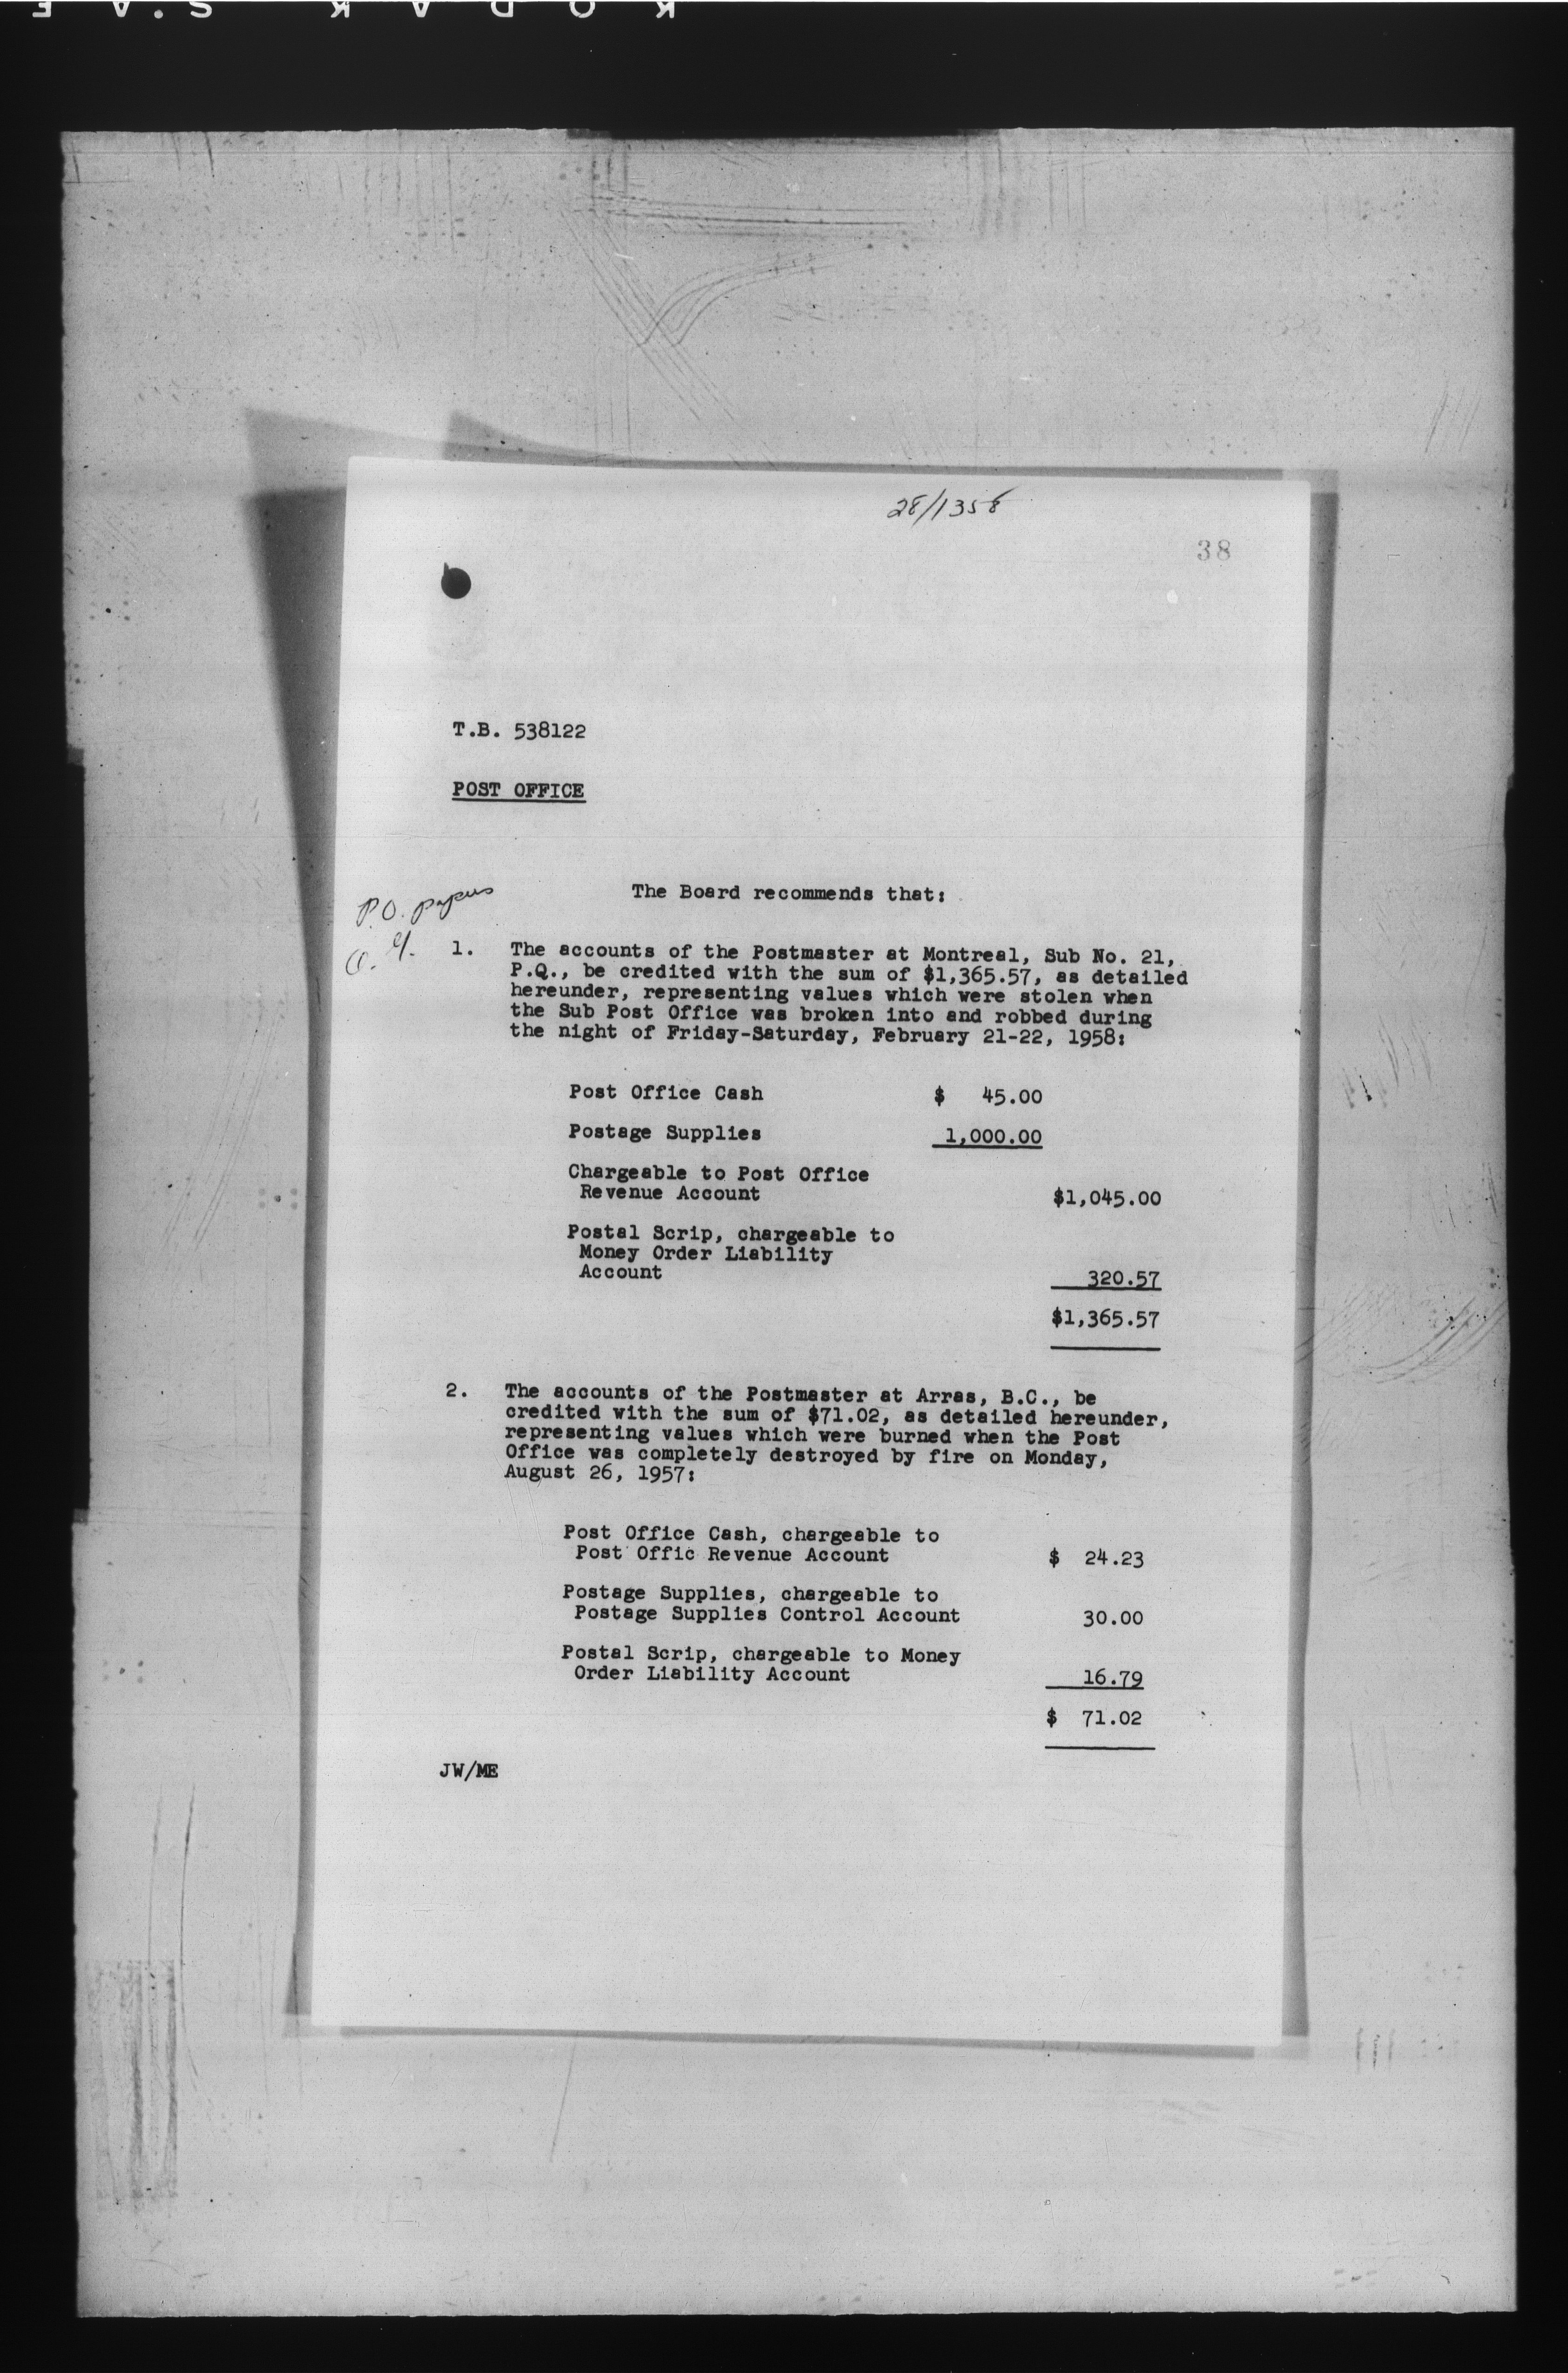 28/1358
38
T.B. 538122
POST OFFICE
The Board recommends that:
P.O. papers
1. The accounts of the Postmaster at Montreal, Sub No. 21,
P.Q., be credited with the sum of $1,365.57, as detailed
hereunder, representing values which were stolen when
the Sub Post Office was broken into and robbed during
the night of Friday-Saturday, February 21-22, 1958:
Post Office Cash $ 45.00
Postage Supplies 1,000.00
Chargeable to Post Office
Revenue Account $1,045.00
Postal Scrip, chargeable to
Money Order Liability
Account 320.57
$1,365.57
2. The accounts of the Postmaster at Arras, B.C., be
credited with the sum of $71.02, as detailed hereunder,
representing values which were burned when the Post
Office was completely destroyed by fire on Monday,
August 26, 1957:
Post Office Cash, chargeable to
Post Offic Revenue Account $ 24.23
Postage Supplies, chargeable to
Postage Supplies Control Account 30.00
Postal Scrip, chargeable to Money
Order Liability Account 16.79
$ 71.02
JW/ME